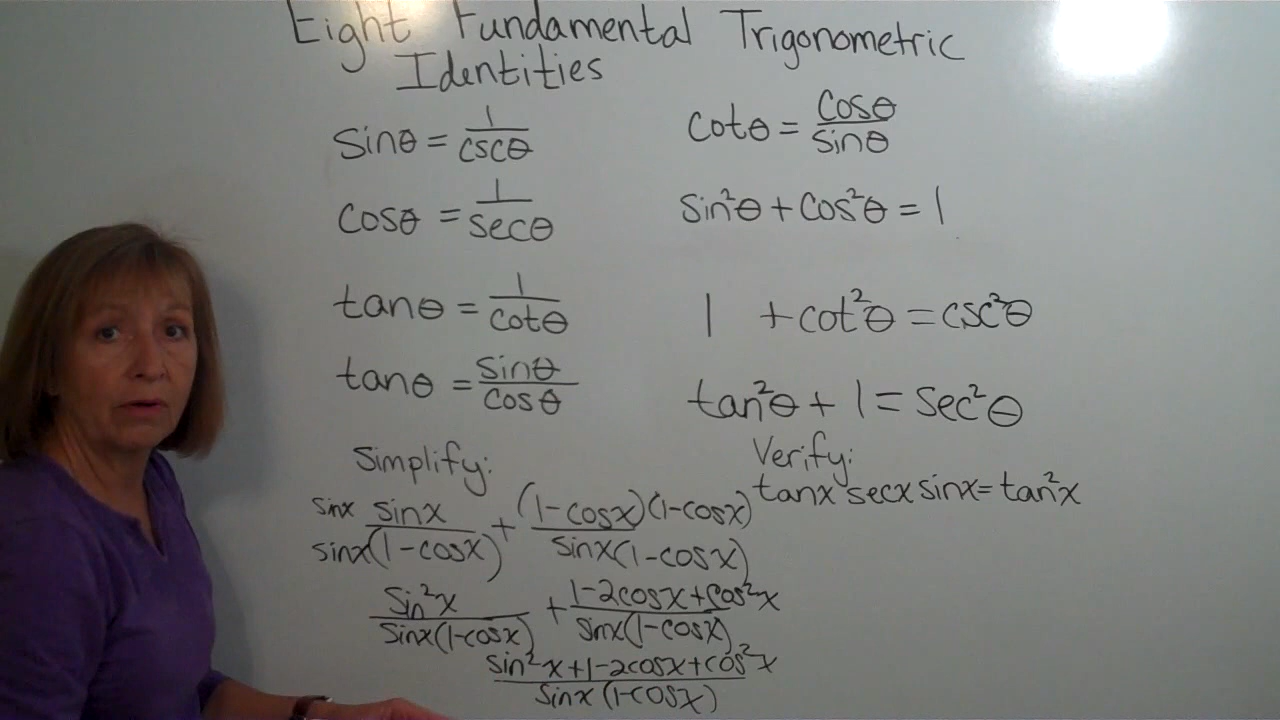 Eight Fundamental Trigonometric
Identities
sinθ = 1/cscθ
cosθ = 1/secθ
tanθ = 1/cotθ
tanθ = sinθ/cosθ
cotθ = cosθ/sinθ
sin²θ + cos²θ = 1
1 + cot²θ = csc²θ
tan²θ + 1 = sec²θ
Simplify:
sinx sinx/sinx(1-cosx) + (1-cosx)(1-cosx)/sinx(1-cosx)
sin²x/sinx(1-cosx) + 1-2cosx+cos²x/sinx(1-cosx)
sin²x+1-2cosx+cos²x/sinx(1-cosx)
Verify:
tanx secx sinx = tan²x